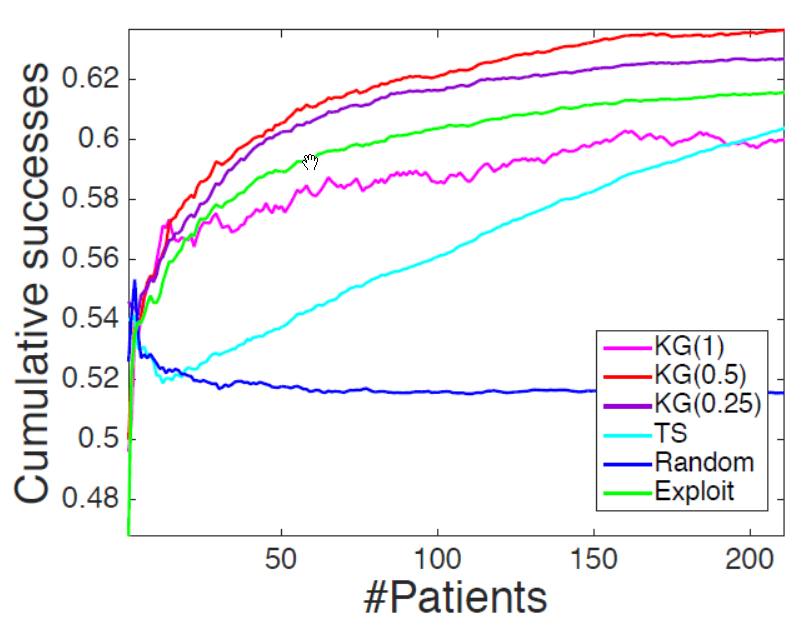 Cumulative successes
0.62
0.6
0.58
0.56
0.54
0.52
0.5
0.48
KG(1)
KG(0.5)
KG(0.25)
TS
Random
Exploit
50 100 150 200
#Patients